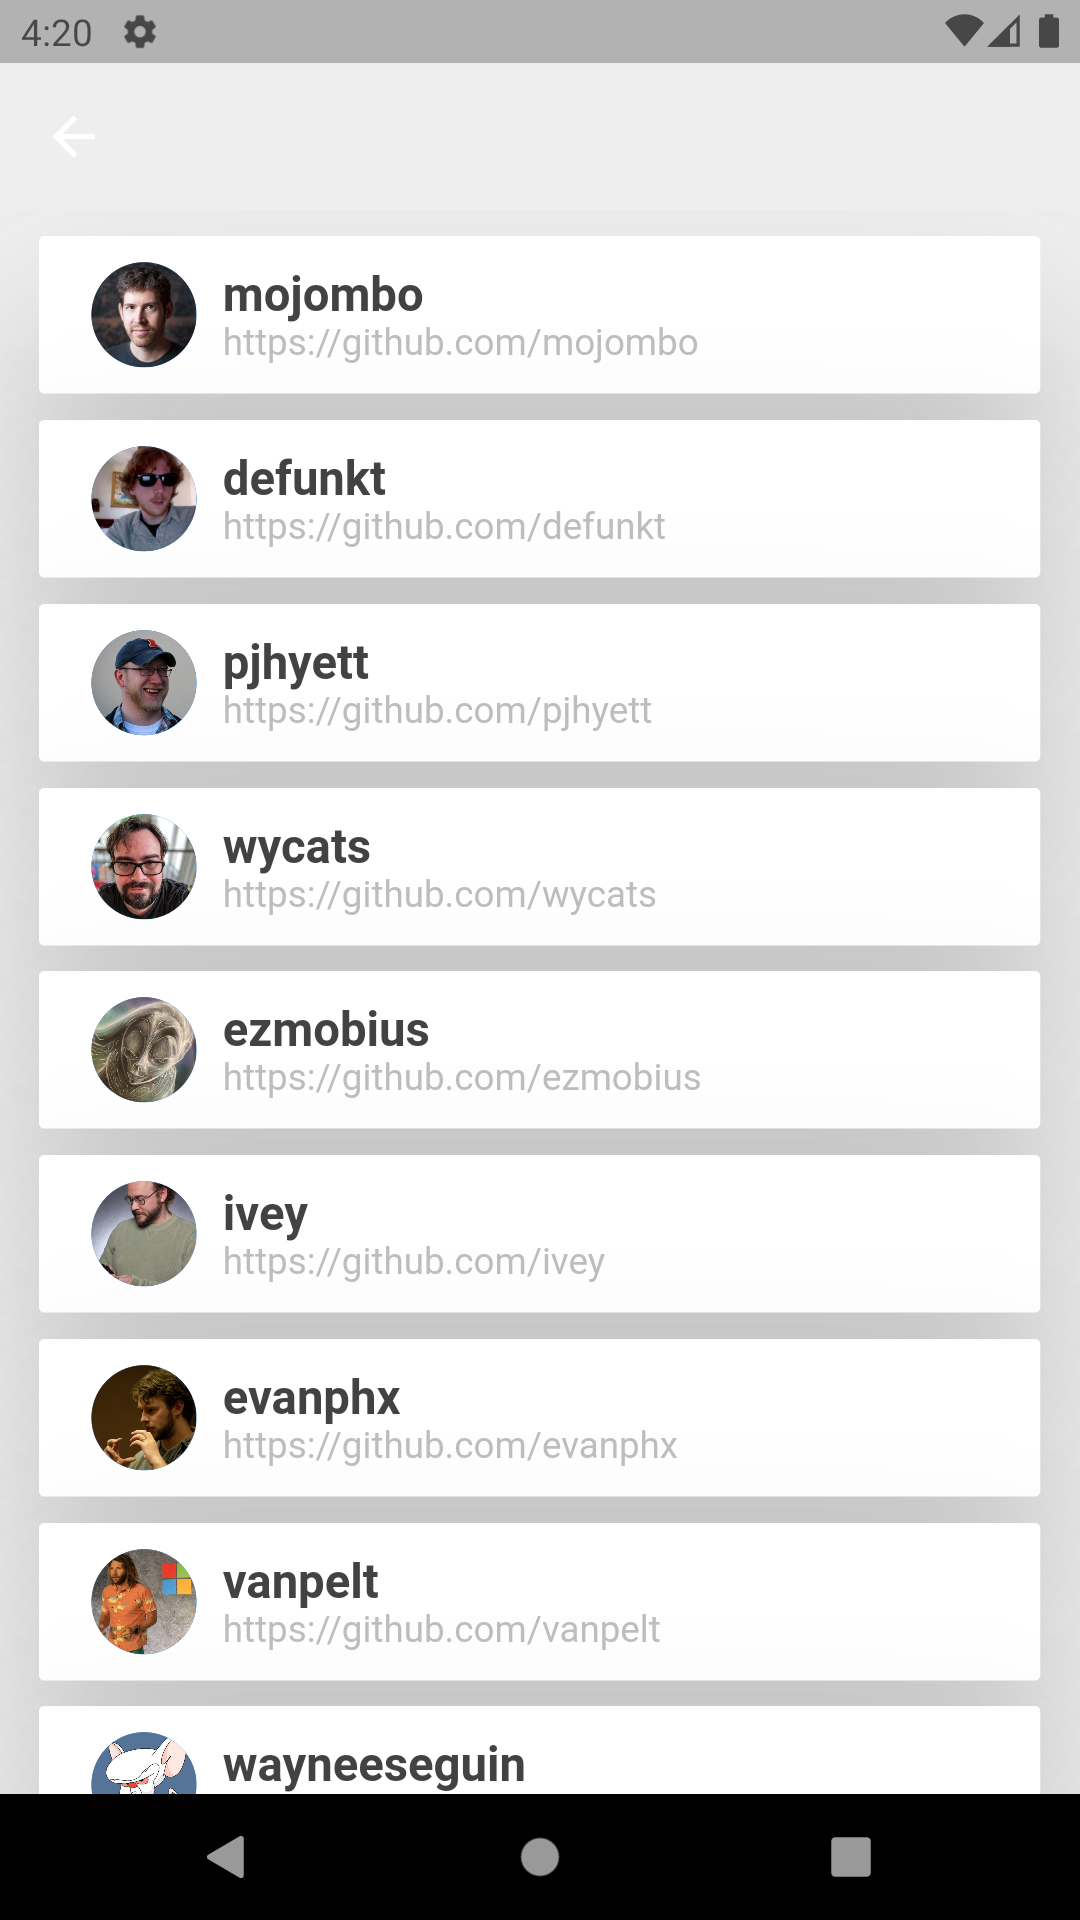 4:20
mojombo
https://github.com/mojombo
defunkt
https://github.com/defunkt
pjhyett
https://github.com/pjhyett
wycats
https://github.com/wycats
ezmobius
https://github.com/ezmobius
ivey
https://github.com/ivey
evanphx
https://github.com/evanphx
vanpelt
https://github.com/vanpelt
wayneeseguin